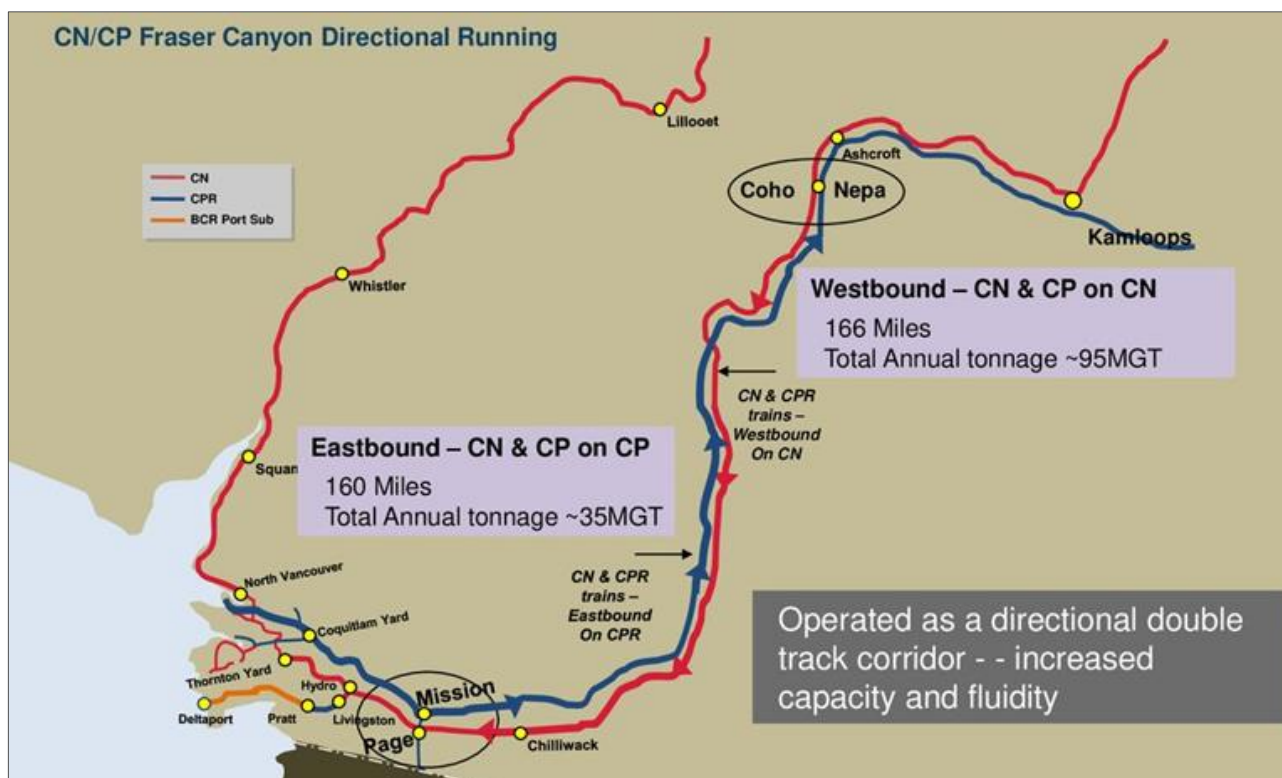 CN/CP Fraser Canyon Directional Running
Lillooet
Ashcroft
CN
CPR
BCR Port Sub
Coho
Nepa
Kamloops
Whistler
Westbound – CN & CP on CN
166 Miles
Total Annual tonnage ~95MGT
CN & CPR
trains –
Westbound
On CN
Eastbound – CN & CP on CP
160 Miles
Total Annual tonnage ~35MGT
Squan
CN & CPR
trains –
Eastbound
On CPR
North Vancouver
Coquitlam Yard
Operated as a directional double
track corridor - - increased
capacity and fluidity
Thornton Yard
Hydro
Mission
Deltaport
Pratt
Livingston
Page
Chilliwack